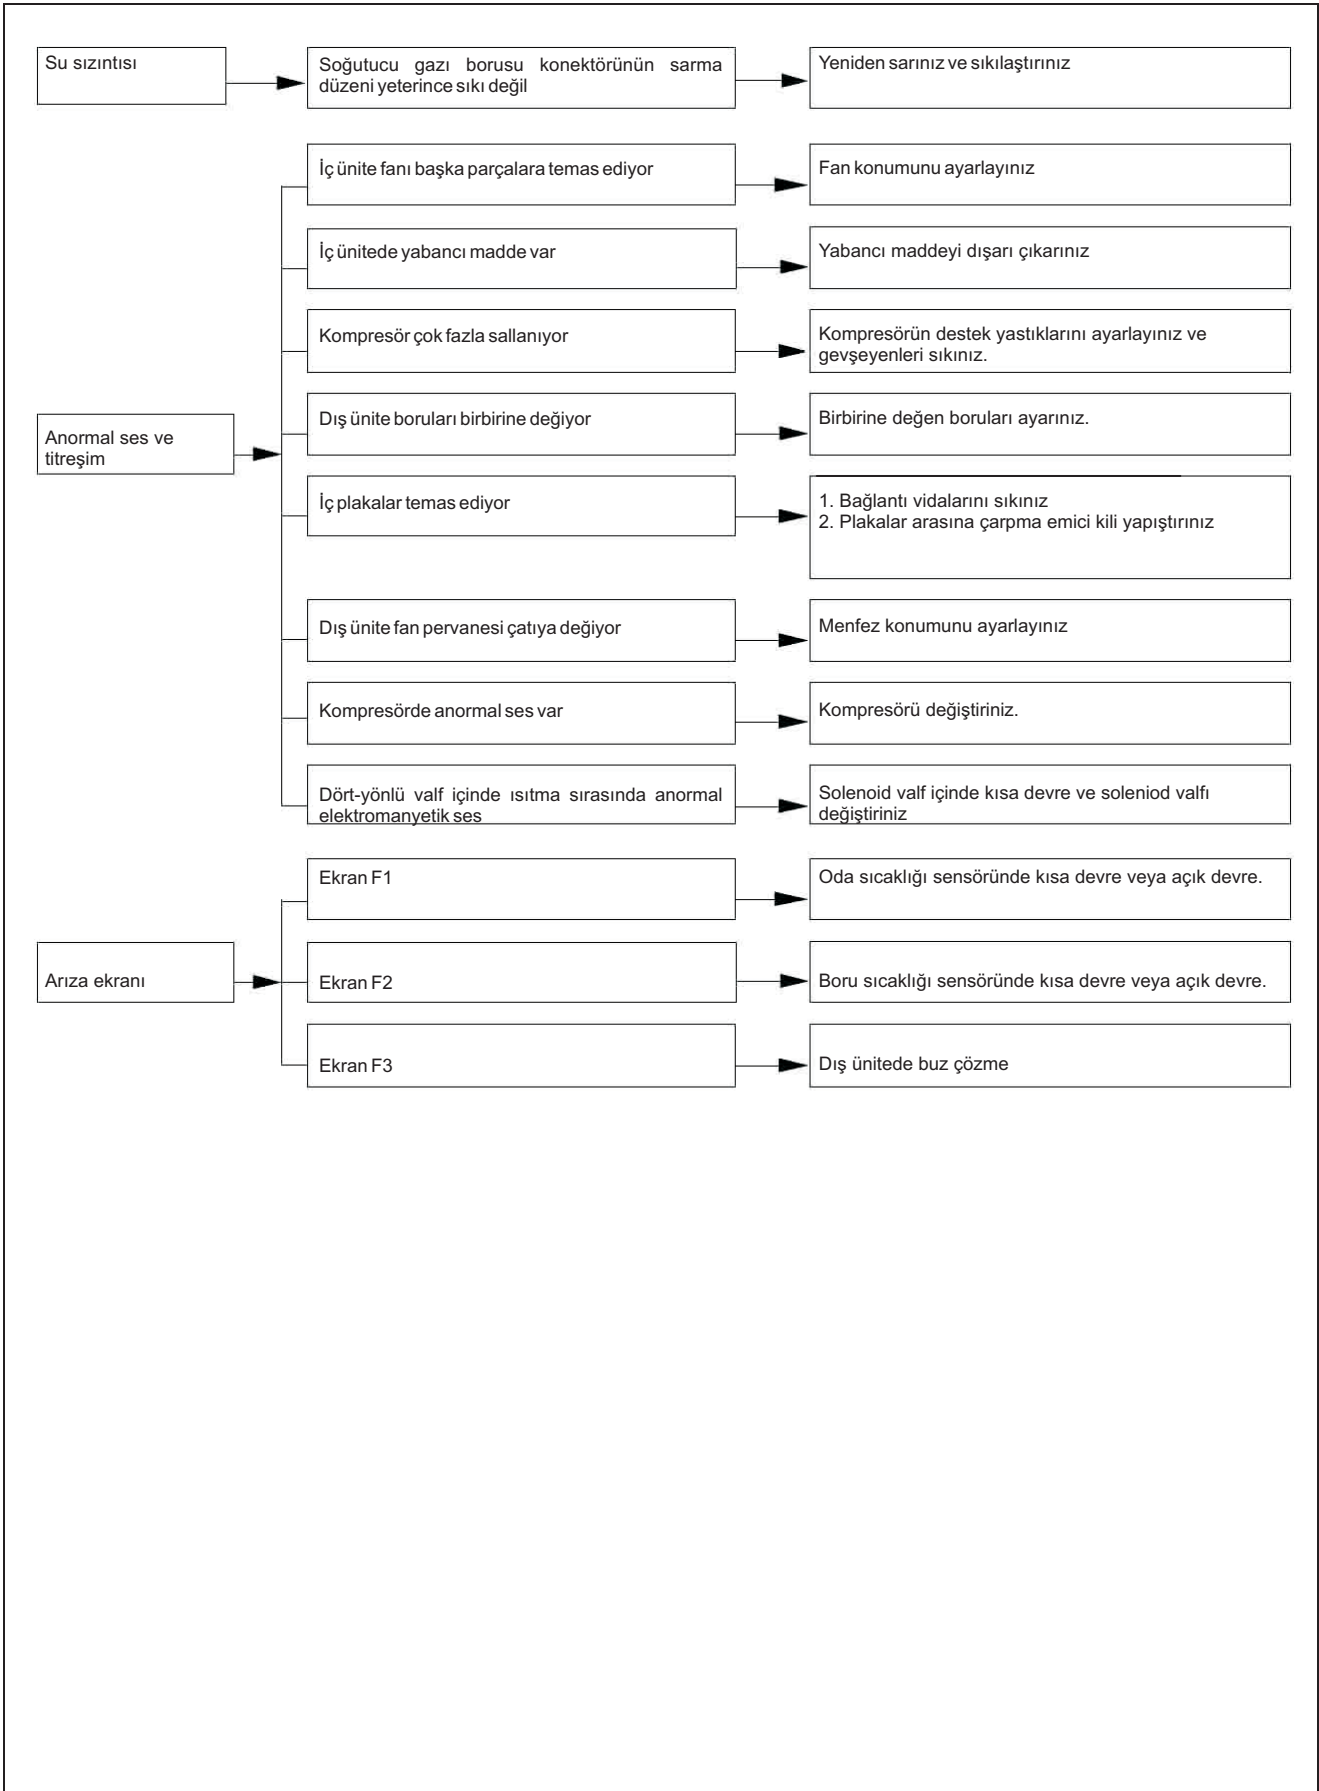 Su sızıntısı
Soğutucu gazı borusu konektörünün sarma
düzeni yeterince sıkı değil
Yeniden sarınız ve sıkılaştırınız
İç ünite fanı başka parçalara temas ediyor
Fan konumunu ayarlayınız
İç ünitede yabancı madde var
Yabancı maddeyi dışarı çıkarınız
Kompresör çok fazla sallanıyor
Kompresörün destek yastıklarını ayarlayınız ve
gevşeyenleri sıkınız.
Anormal ses ve
titreşim
Dış ünite boruları birbirine değiyor
Birbirine değen boruları ayarınız.
İç plakalar temas ediyor
1. Bağlantı vidalarını sıkınız
2. Plakalar arasına çarpma emici kili yapıştırınız
Dış ünite fan pervanesi çatıya değiyor
Menfez konumunu ayarlayınız
Kompresörde anormal ses var
Kompresörü değiştiriniz.
Dört-yönlü valf içinde ısıtma sırasında anormal
elektromanyetik ses
Solenoid valf içinde kısa devre ve soleniod valfı
değiştiriniz
Ekran F1
Oda sıcaklığı sensöründe kısa devre veya açık devre.
Arıza ekranı
Ekran F2
Boru sıcaklığı sensöründe kısa devre veya açık devre.
Ekran F3
Dış ünitede buz çözme